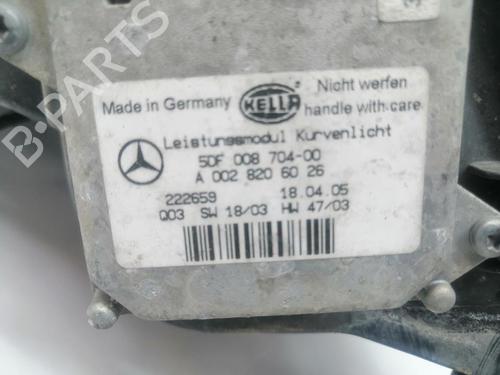 Nicht werfen
Made in Germany HELLA handle with care
Leistungsmodul Kurvenlicht
5DF 008 704-00
A 002 820 60 26
222659 18.04.05
Q03 SW 18/03 HW 47/03
B-PARTS